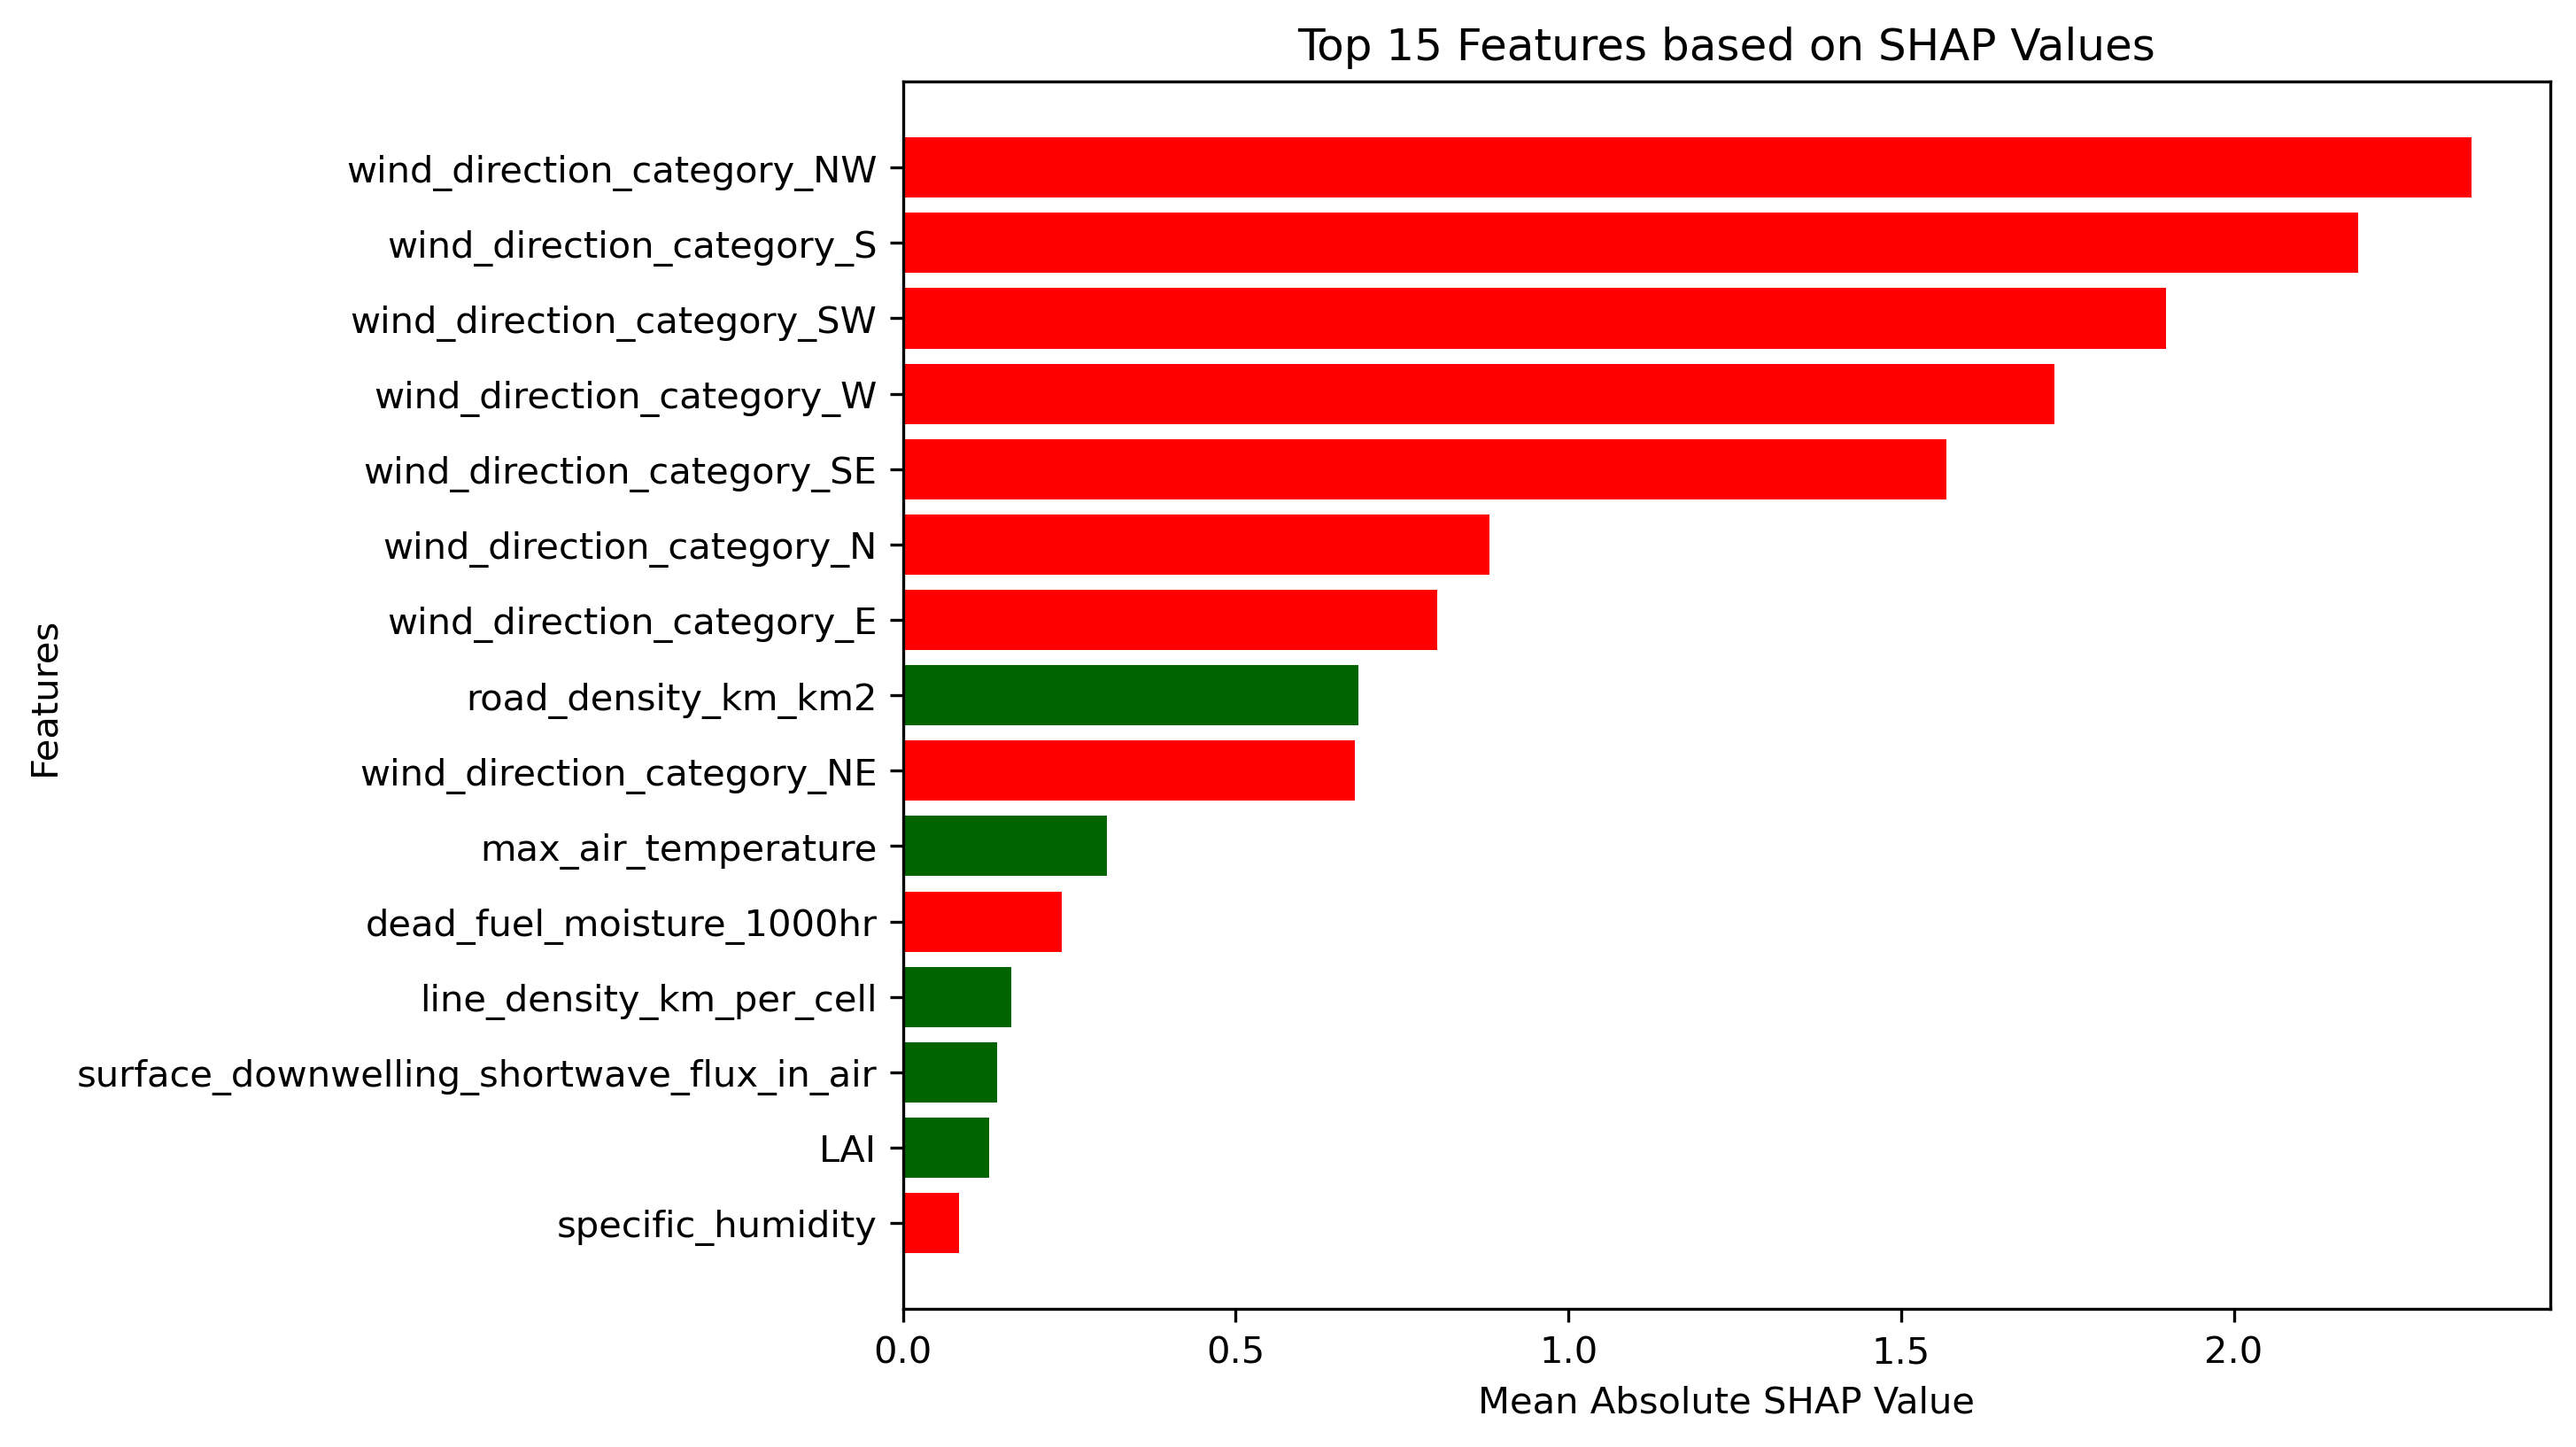 Top 15 Features based on SHAP Values
wind_direction_category_NW
wind_direction_category_S
wind_direction_category_SW
wind_direction_category_W
wind_direction_category_SE
wind_direction_category_N
wind_direction_category_E
road_density_km_km2
wind_direction_category_NE
max_air_temperature
dead_fuel_moisture_1000hr
line_density_km_per_cell
surface_downwelling_shortwave_flux_in_air
LAI
specific_humidity
Features
0.0 0.5 1.0 1.5 2.0
Mean Absolute SHAP Value